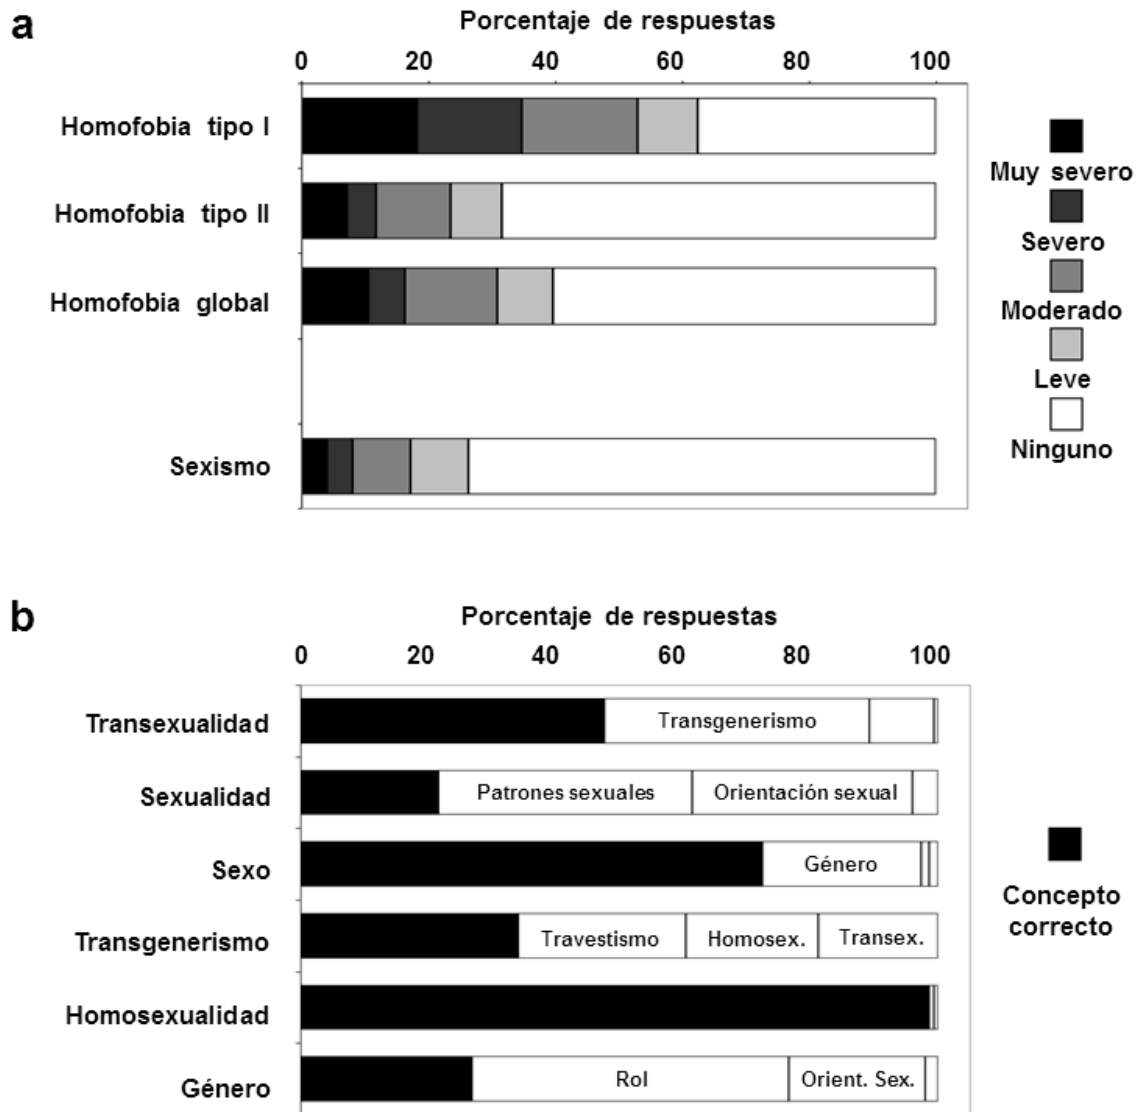 a
Porcentaje de respuestas
0 20 40 60 80 100
Homofobia tipo I
Homofobia tipo II
Homofobia global
Sexismo
Muy severo
Severo
Moderado
Leve
Ninguno
b
Porcentaje de respuestas
0 20 40 60 80 100
Transexualidad
Transgenerismo
Sexualidad
Patrones sexuales
Orientación sexual
Sexo
Género
Transgenerismo
Travestismo
Homosex.
Transex.
Homosexualidad
Género
Rol
Orient. Sex.
Concepto
correcto